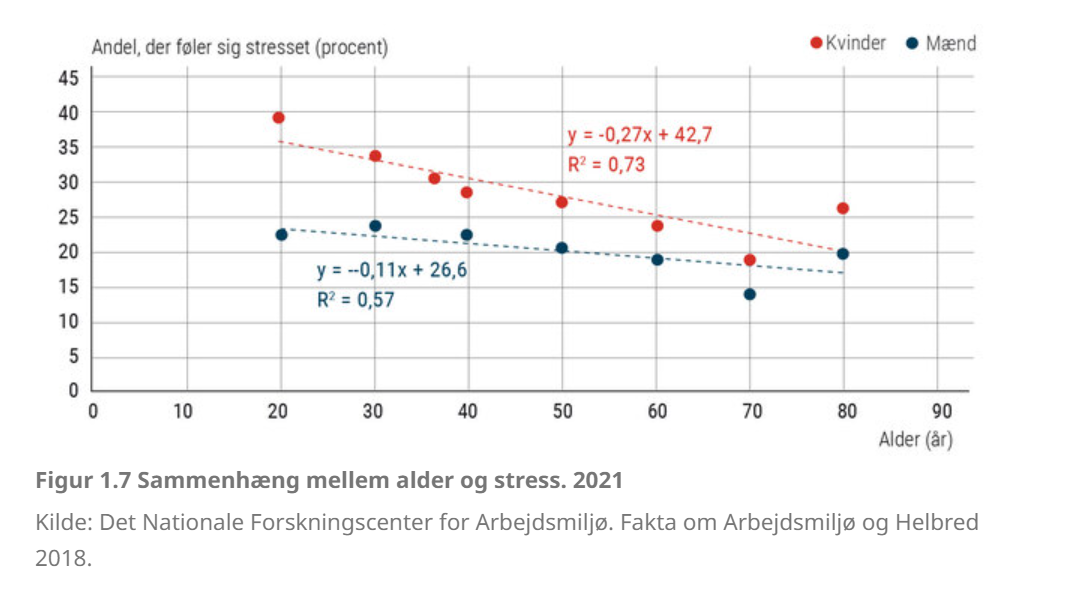 Andel, der føler sig stresset (procent)
Kvinder Mænd
45
40
35
30
25
20
15
10
5
0
y = -0,27x + 42,7
R² = 0,73
y = --0,11x + 26,6
R² = 0,57
0 10 20 30 40 50 60 70 80 90
Alder (år)
Figur 1.7 Sammenhæng mellem alder og stress. 2021
Kilde: Det Nationale Forskningscenter for Arbejdsmiljø. Fakta om Arbejdsmiljø og Helbred
2018.